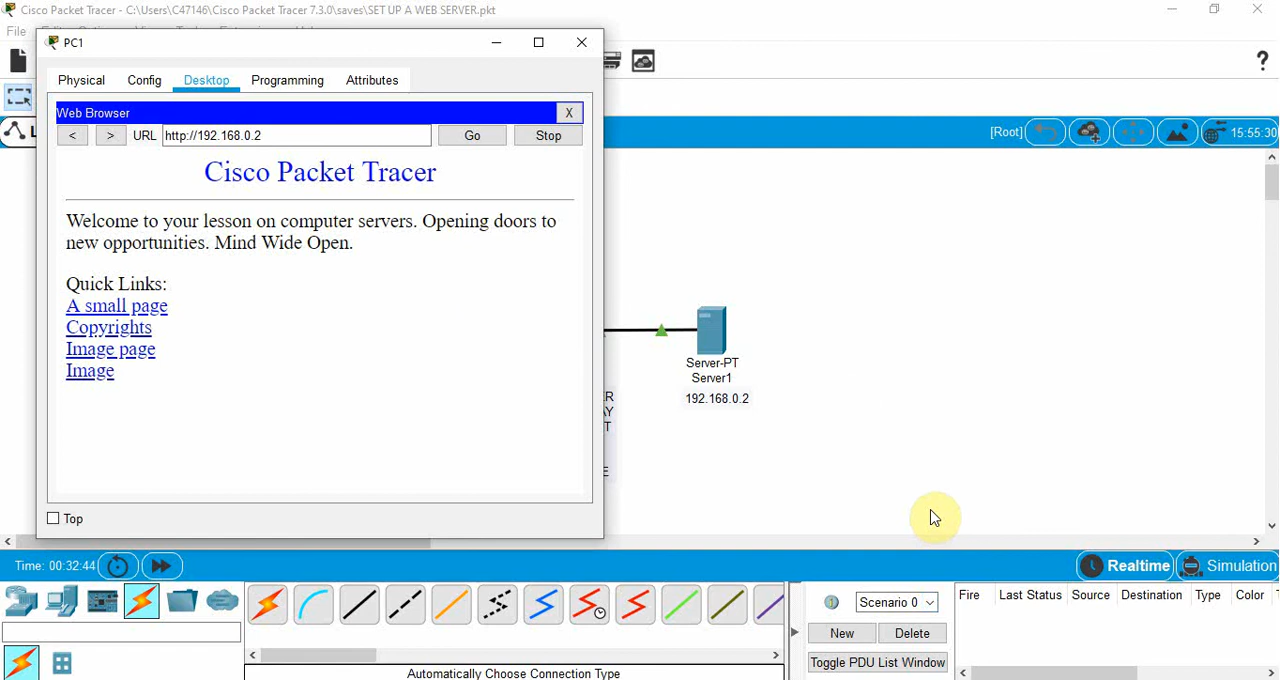 Cisco Packet Tracer - C:\Users\C47146\Cisco Packet Tracer 7.3.0\saves\SET UP A WEB SERVER.pkt
File
PC1
Physical Config Desktop Programming Attributes
Web Browser X
< > URL http://192.168.0.2 Go Stop
[Root] 15:55:30
Cisco Packet Tracer
Welcome to your lesson on computer servers. Opening doors to
new opportunities. Mind Wide Open.
Quick Links:
A small page
Copyrights
Image page
Image
Server-PT
Server1
192.168.0.2
Top
Time: 00:32:44
Realtime Simulation
Scenario 0
Fire Last Status Source Destination Type Color
New Delete
Toggle PDU List Window
Automatically Choose Connection Type